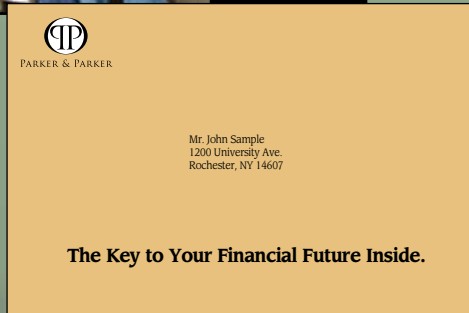 PP
PARKER & PARKER
Mr. John Sample
1200 University Ave.
Rochester, NY 14607
The Key to Your Financial Future Inside.